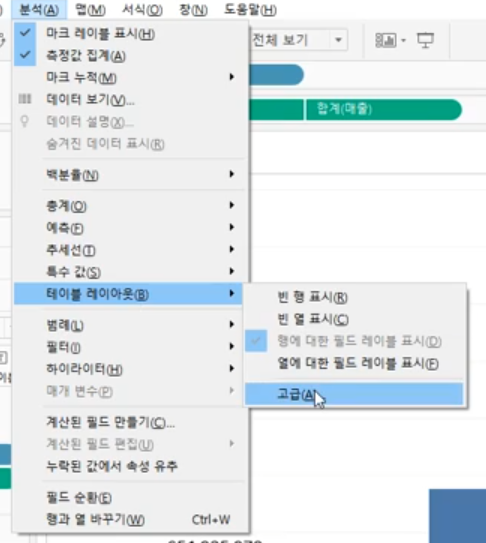 분석(A) 맵(M) 서식(O) 창(N) 도움말(H)
마크 레이블 표시(H)
전체 보기
측정값 집계(A)
마크 누적(M)
데이터 보기(V)...
합계(매출)
데이터 설명(X)...
숨겨진 데이터 표시(R)
백분율(N)
총계(O)
예측(F)
추세선(T)
특수 값(S)
테이블 레이아웃(B)
빈 행 표시(R)
빈 열 표시(C)
행에 대한 필드 레이블 표시(O)
열에 대한 필드 레이블 표시(F)
고급(A)
범례(L)
필터(I)
하이라이터(H)
매개 변수(P)
계산된 필드 만들기(C)...
계산된 필드 편집(U)
누락된 값에서 속성 유추
필드 순환(E)
행과 열 바꾸기(W) Ctrl+W